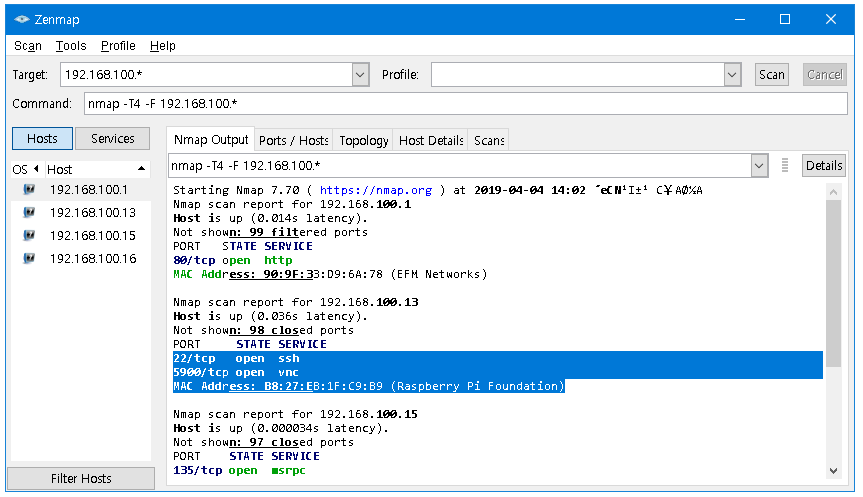 Zenmap
Scan Tools Profile Help
Target: 192.168.100.* Profile: Scan Cancel
Command: nmap -T4 -F 192.168.100.*
Hosts Services
Nmap Output Ports / Hosts Topology Host Details Scans
OS Host
192.168.100.1
192.168.100.13
192.168.100.15
192.168.100.16
Filter Hosts
nmap -T4 -F 192.168.100.* Details
Starting Nmap 7.70 ( https://nmap.org ) at 2019-04-04 14:02
Nmap scan report for 192.168.100.1
Host is up (0.014s latency).
Not shown: 99 filtered ports
PORT STATE SERVICE
80/tcp open http
MAC Address: 90:9F:33:D9:6A:78 (EFM Networks)
Nmap scan report for 192.168.100.13
Host is up (0.036s latency).
Not shown: 98 closed ports
PORT STATE SERVICE
22/tcp open ssh
5900/tcp open vnc
MAC Address: B8:27:EB:1F:C9:B9 (Raspberry Pi Foundation)
Nmap scan report for 192.168.100.15
Host is up (0.000034s latency).
Not shown: 97 closed ports
PORT STATE SERVICE
135/tcp open msrpc